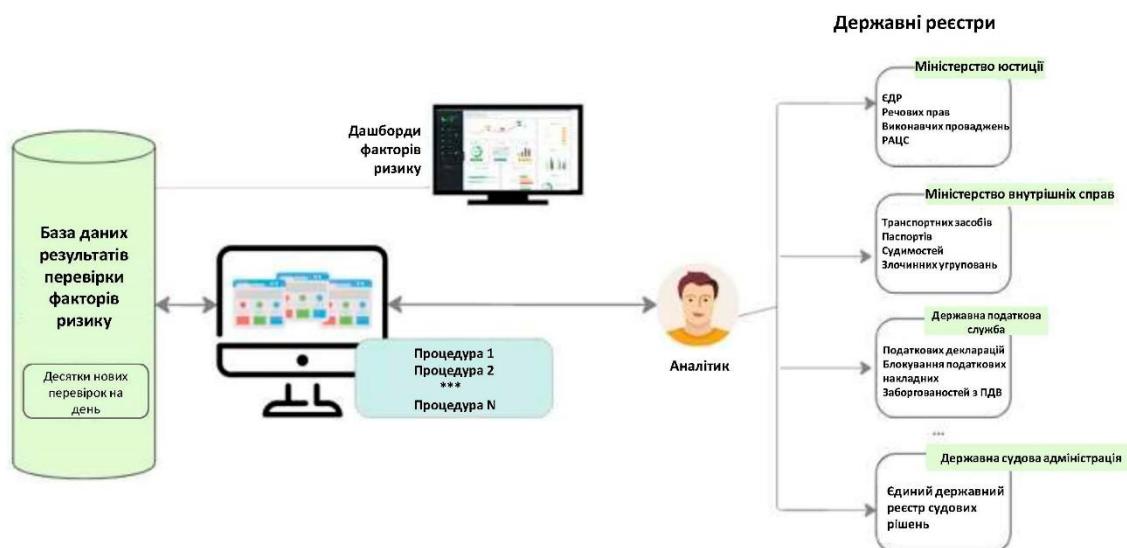 Державні реєстри
Міністерство юстиції
ЄДР
Речових прав
Виконавчих проваджень
РАЦС
Дашборди
факторів
ризику
Міністерство внутрішніх справ
Транспортних засобів
Паспортів
Судимостей
Злочинних угруповань
База даних
результатів
перевірки
факторів
ризику
Десятки нових
перевірок на
день
Процедура 1
Процедура 2
***
Процедура N
Аналітик
Державна податкова
служба
Податкових декларацій
Блокування податкових
накладних
Заборгованостей з ПДВ
...
Державна судова адміністрація
Єдиний державний
реєстр судових
рішень